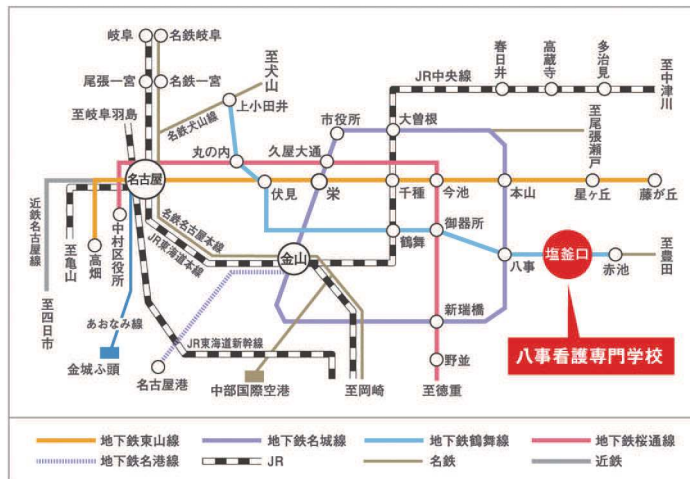 岐阜
名鉄岐阜
尾張一宮
名鉄一宮
至犬山
至岐阜羽島
名鉄犬山線
上小田井
JR中央線
春日井
高蔵寺
多治見
至中津川
市役所
大曽根
至尾張瀬戸
丸の内
久屋大通
名古屋
伏見
栄
千種
今池
本山
星ヶ丘
藤が丘
近鉄名古屋線
至亀山
高畑
中村区役所
名鉄名古屋本線
JR東海道本線
金山
鶴舞
御器所
八事
塩釜口
赤池
至豊田
至四日市
あおなみ線
金城ふ頭
JR東海道新幹線
名古屋港
中部国際空港
至岡崎
新瑞橋
野並
至徳重
八事看護専門学校
地下鉄東山線
地下鉄名城線
地下鉄鶴舞線
地下鉄桜通線
地下鉄名港線
JR
名鉄
近鉄